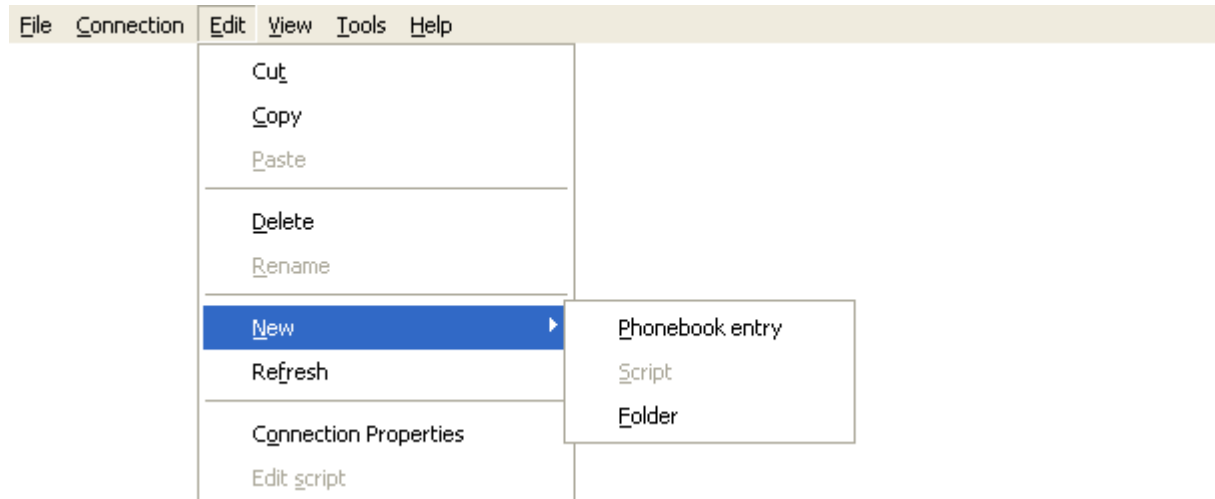 File Connection Edit View Tools Help
Cut
Copy
Paste
Delete
Rename
New
Phonebook entry
Refresh
Script
Folder
Connection Properties
Edit script